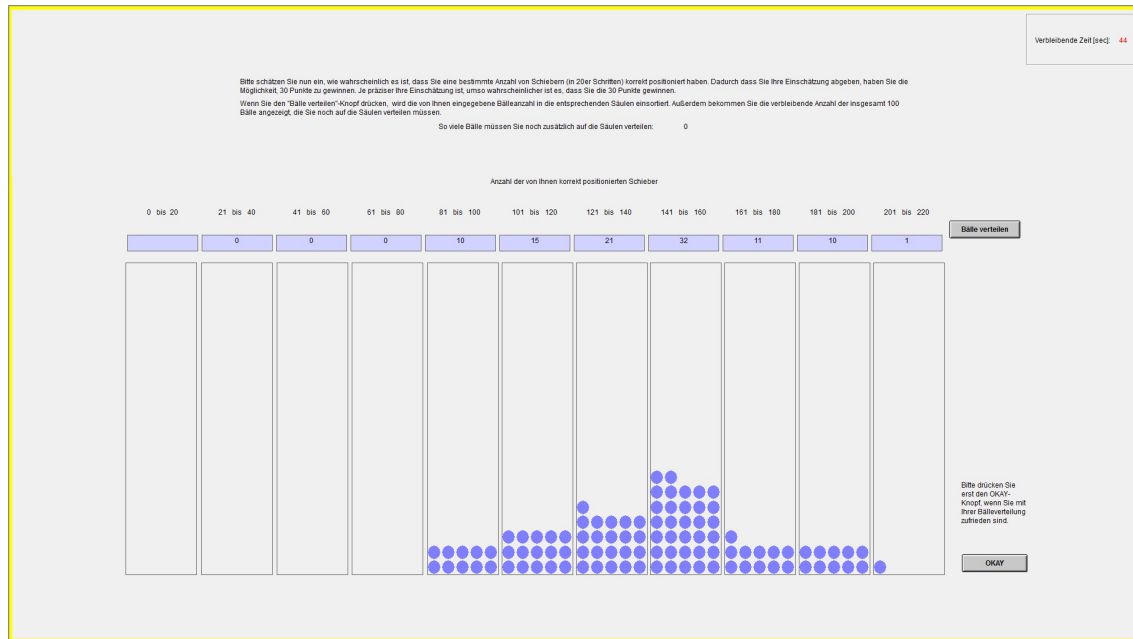 Verbleibende Zeit [sec]: 44
Bitte schätzen Sie nun ein, wie wahrscheinlich es ist, dass Sie eine bestimmte Anzahl von Schiebern (in 20er Schritten) korrekt positioniert haben. Dadurch dass Sie Ihre Einschätzung abgeben, haben Sie die
Möglichkeit, 30 Punkte zu gewinnen. Je präziser Ihre Einschätzung ist, umso wahrscheinlicher ist es, dass Sie die 30 Punkte gewinnen.
Wenn Sie den "Bälle verteilen"-Knopf drücken, wird die von Ihnen eingegebene Bälleanzahl in die entsprechenden Säulen einsortiert. Außerdem bekommen Sie die verbleibende Anzahl der insgesamt 100
Bälle angezeigt, die Sie noch auf die Säulen verteilen müssen.
So viele Bälle müssen Sie noch zusätzlich auf die Säulen verteilen: 0
Anzahl der von Ihnen korrekt positionierten Schieber
0 bis 20 21 bis 40 41 bis 60 61 bis 80 81 bis 100 101 bis 120 121 bis 140 141 bis 160 161 bis 180 181 bis 200 201 bis 220
Bälle verteilen
0 0 0 10 15 21 32 11 10 1
Bitte drücken Sie
erst den OKAY-
Knopf, wenn Sie mit
Ihrer Bälleverteilung
zufrieden sind.
OKAY